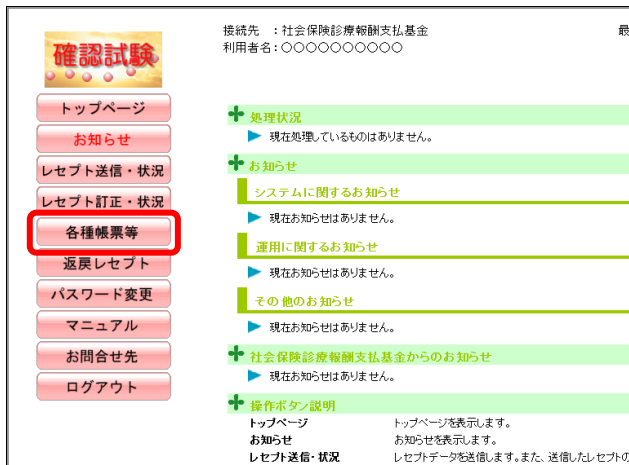 接続先 ：社会保険診療報酬支払基金
最
利用者名：○○○○○○○○○○
確認試験
トップページ
お知らせ
レセプト送信・状況
レセプト訂正・状況
各種帳票等
返戻レセプト
パスワード変更
マニュアル
お問合せ先
ログアウト
処理状況
現在処理しているものはありません。
お知らせ
システムに関するお知らせ
現在お知らせはありません。
運用に関するお知らせ
現在お知らせはありません。
その他のお知らせ
現在お知らせはありません。
社会保険診療報酬支払基金からのお知らせ
現在お知らせはありません。
操作ボタン説明
トップページ トップページを表示します。
お知らせ お知らせを表示します。
レセプト送信・状況 レセプトデータを送信します。また、送信したレセプトの